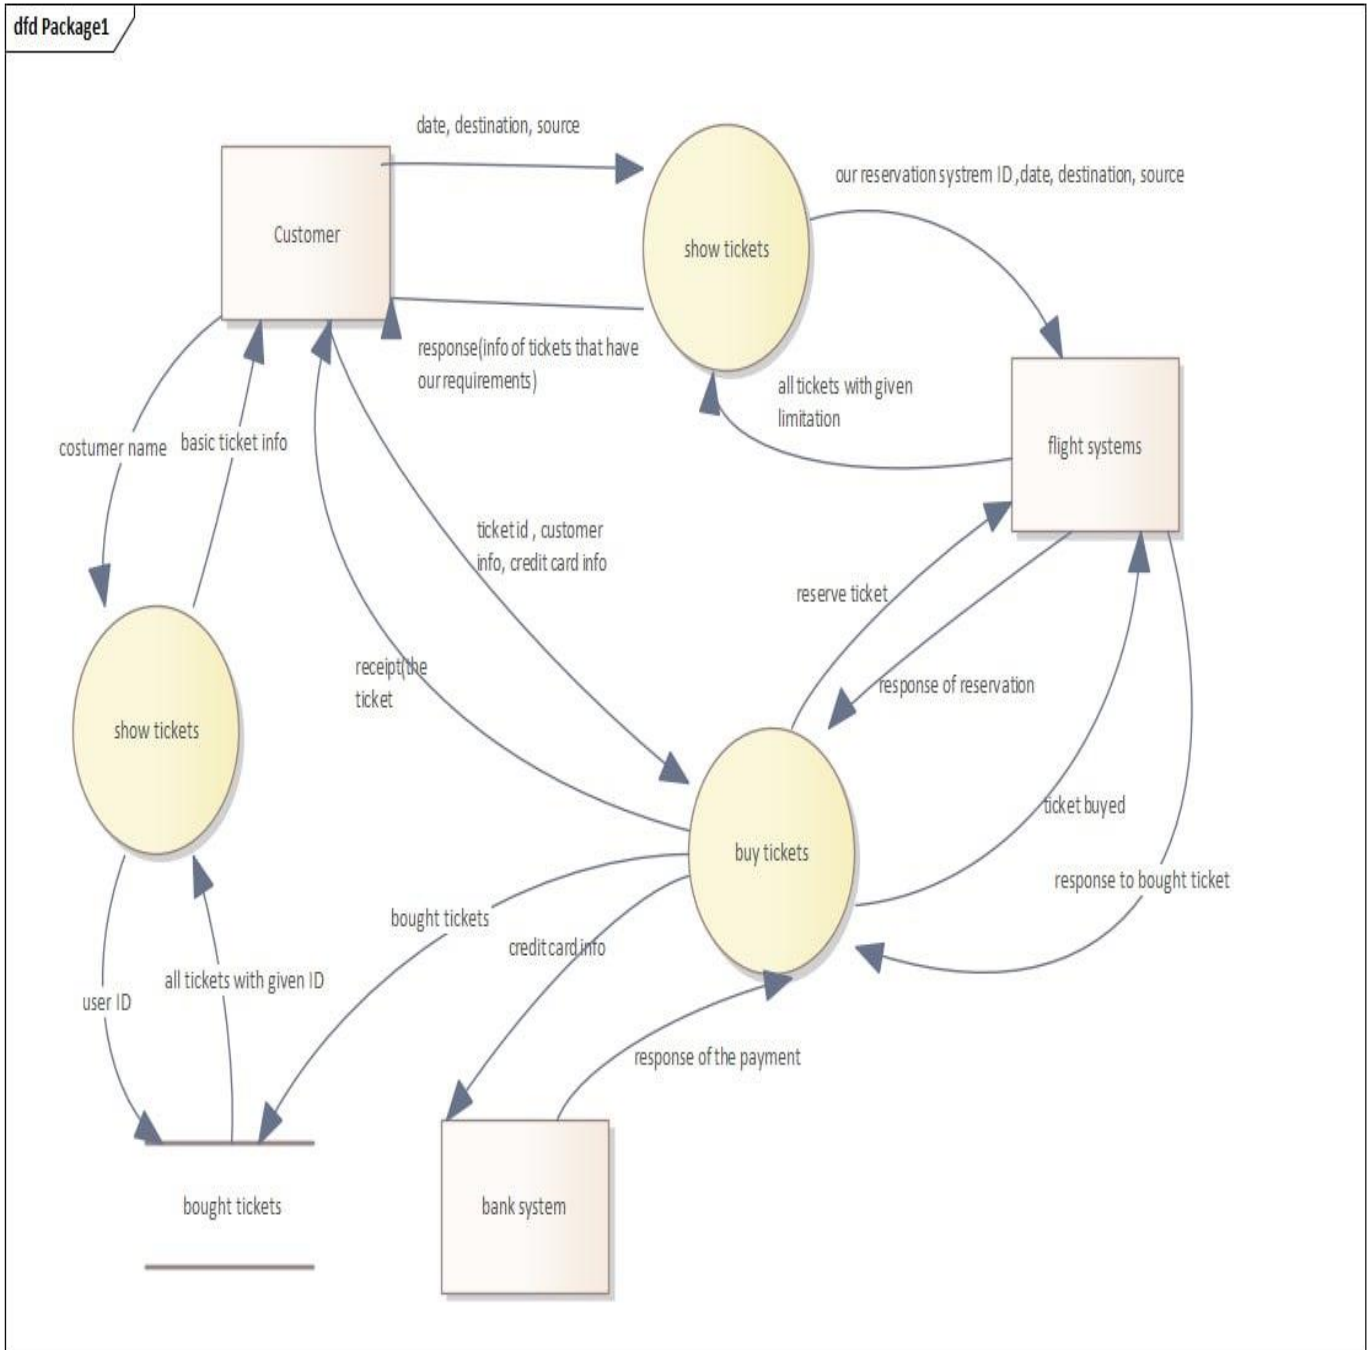 dfd Package1
date, destination, source
our reservation systrem ID ,date, destination, source
Customer
show tickets
response(info of tickets that have
our requirements)
all tickets with given
limitation
flight systems
costumer name
basic ticket info
ticket id , customer
info, credit card info
reserve ticket
receipt(the
ticket
response of reservation
show tickets
ticket buyed
buy tickets
response to bought ticket
bought tickets
credit card info
all tickets with given ID
user ID
response of the payment
bought tickets
bank system